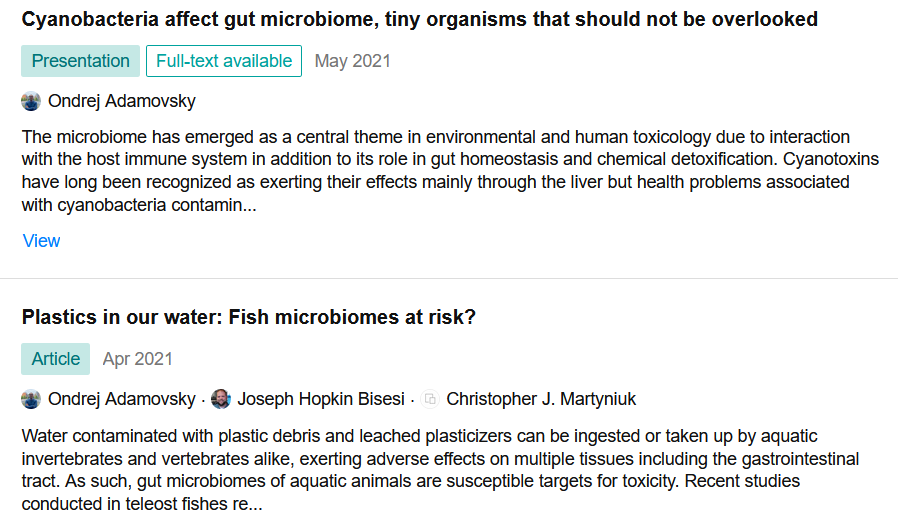 Cyanobacteria affect gut microbiome, tiny organisms that should not be overlooked
Presentation Full-text available May 2021
Ondrej Adamovsky
The microbiome has emerged as a central theme in environmental and human toxicology due to interaction
with the host immune system in addition to its role in gut homeostasis and chemical detoxification. Cyanotoxins
have long been recognized as exerting their effects mainly through the liver but health problems associated
with cyanobacteria contamin...
View
Plastics in our water: Fish microbiomes at risk?
Article Apr 2021
Ondrej Adamovsky · Joseph Hopkin Bisesi · Christopher J. Martyniuk
Water contaminated with plastic debris and leached plasticizers can be ingested or taken up by aquatic
invertebrates and vertebrates alike, exerting adverse effects on multiple tissues including the gastrointestinal
tract. As such, gut microbiomes of aquatic animals are susceptible targets for toxicity. Recent studies
conducted in teleost fishes re...